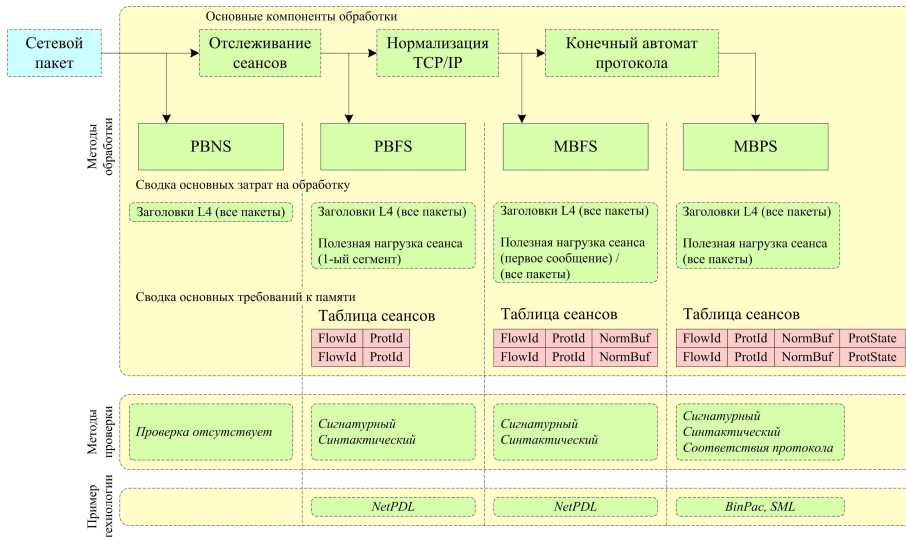 Основные компоненты обработки
Сетевой
пакет
Отслеживание
сеансов
Нормализация
TCP/IP
Конечный автомат
протокола
Методы
обработки
PBNS
PBFS
MBFS
MBPS
Сводка основных затрат на обработку
Заголовки L4 (все пакеты)
Заголовки L4 (все пакеты)
Полезная нагрузка сеанса
(1-ый сегмент)
Заголовки L4 (все пакеты)
Полезная нагрузка сеанса
(первое сообщение) /
(все пакеты)
Заголовки L4 (все пакеты)
Полезная нагрузка сеанса
(все пакеты)
Сводка основных требований к памяти
Таблица сеансов
FlowId ProtId
FlowId ProtId
Таблица сеансов
FlowId ProtId NormBuf
FlowId ProtId NormBuf
Таблица сеансов
FlowId ProtId NormBuf ProtState
FlowId ProtId NormBuf ProtState
Методы
проверки
Проверка отсутствует
Сигнатурный
Синтактический
Сигнатурный
Синтактический
Сигнатурный
Синтактический
Соответствия протокола
Пример
технологии
NetPDL
NetPDL
BinPac, SML